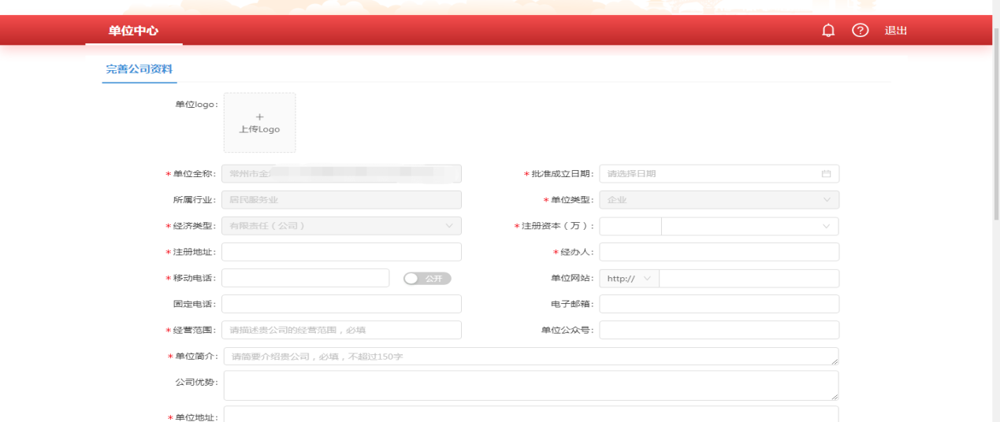 单位中心 退出
完善公司资料
单位logo:
+
上传Logo
*单位全称: 常州市金 *批准成立日期: 请选择日期
所属行业: 居民服务业 *单位类型: 企业
*经济类型: 有限责任(公司) *注册资本(万):
*注册地址: *经办人:
*移动电话: 公开 单位网站: http://
固定电话: 电子邮箱:
*经营范围: 请描述贵公司的经营范围,必填 单位公众号:
*单位简介: 请简要介绍贵公司,必填,不超过150字
公司优势:
*单位地址: